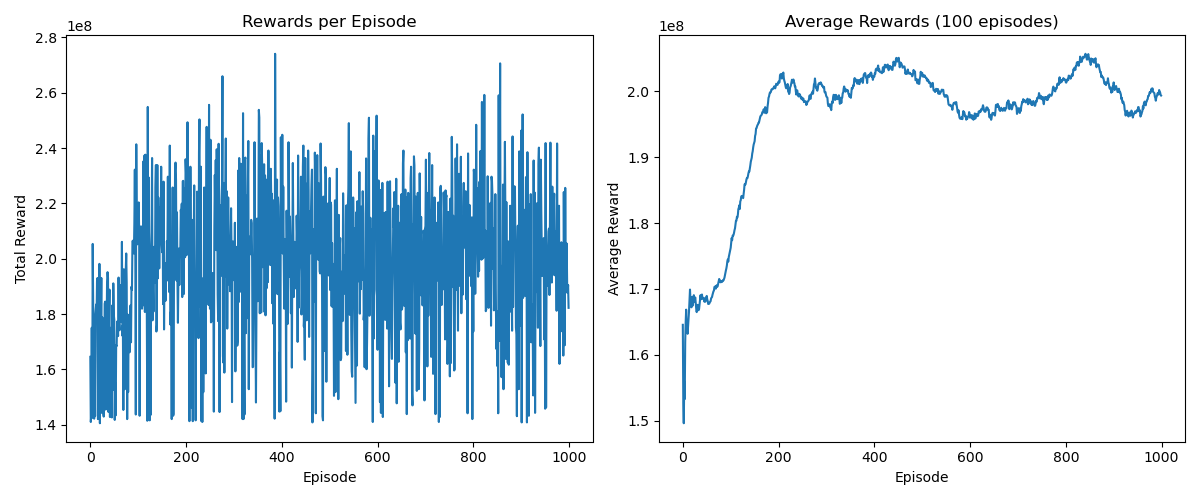 Rewards per Episode
1e8
2.8
2.6
2.4
2.2
2.0
1.8
1.6
1.4
Total Reward
0 200 400 600 800 1000
Episode
Average Rewards (100 episodes)
1e8
2.0
1.9
1.8
1.7
1.6
1.5
Average Reward
0 200 400 600 800 1000
Episode